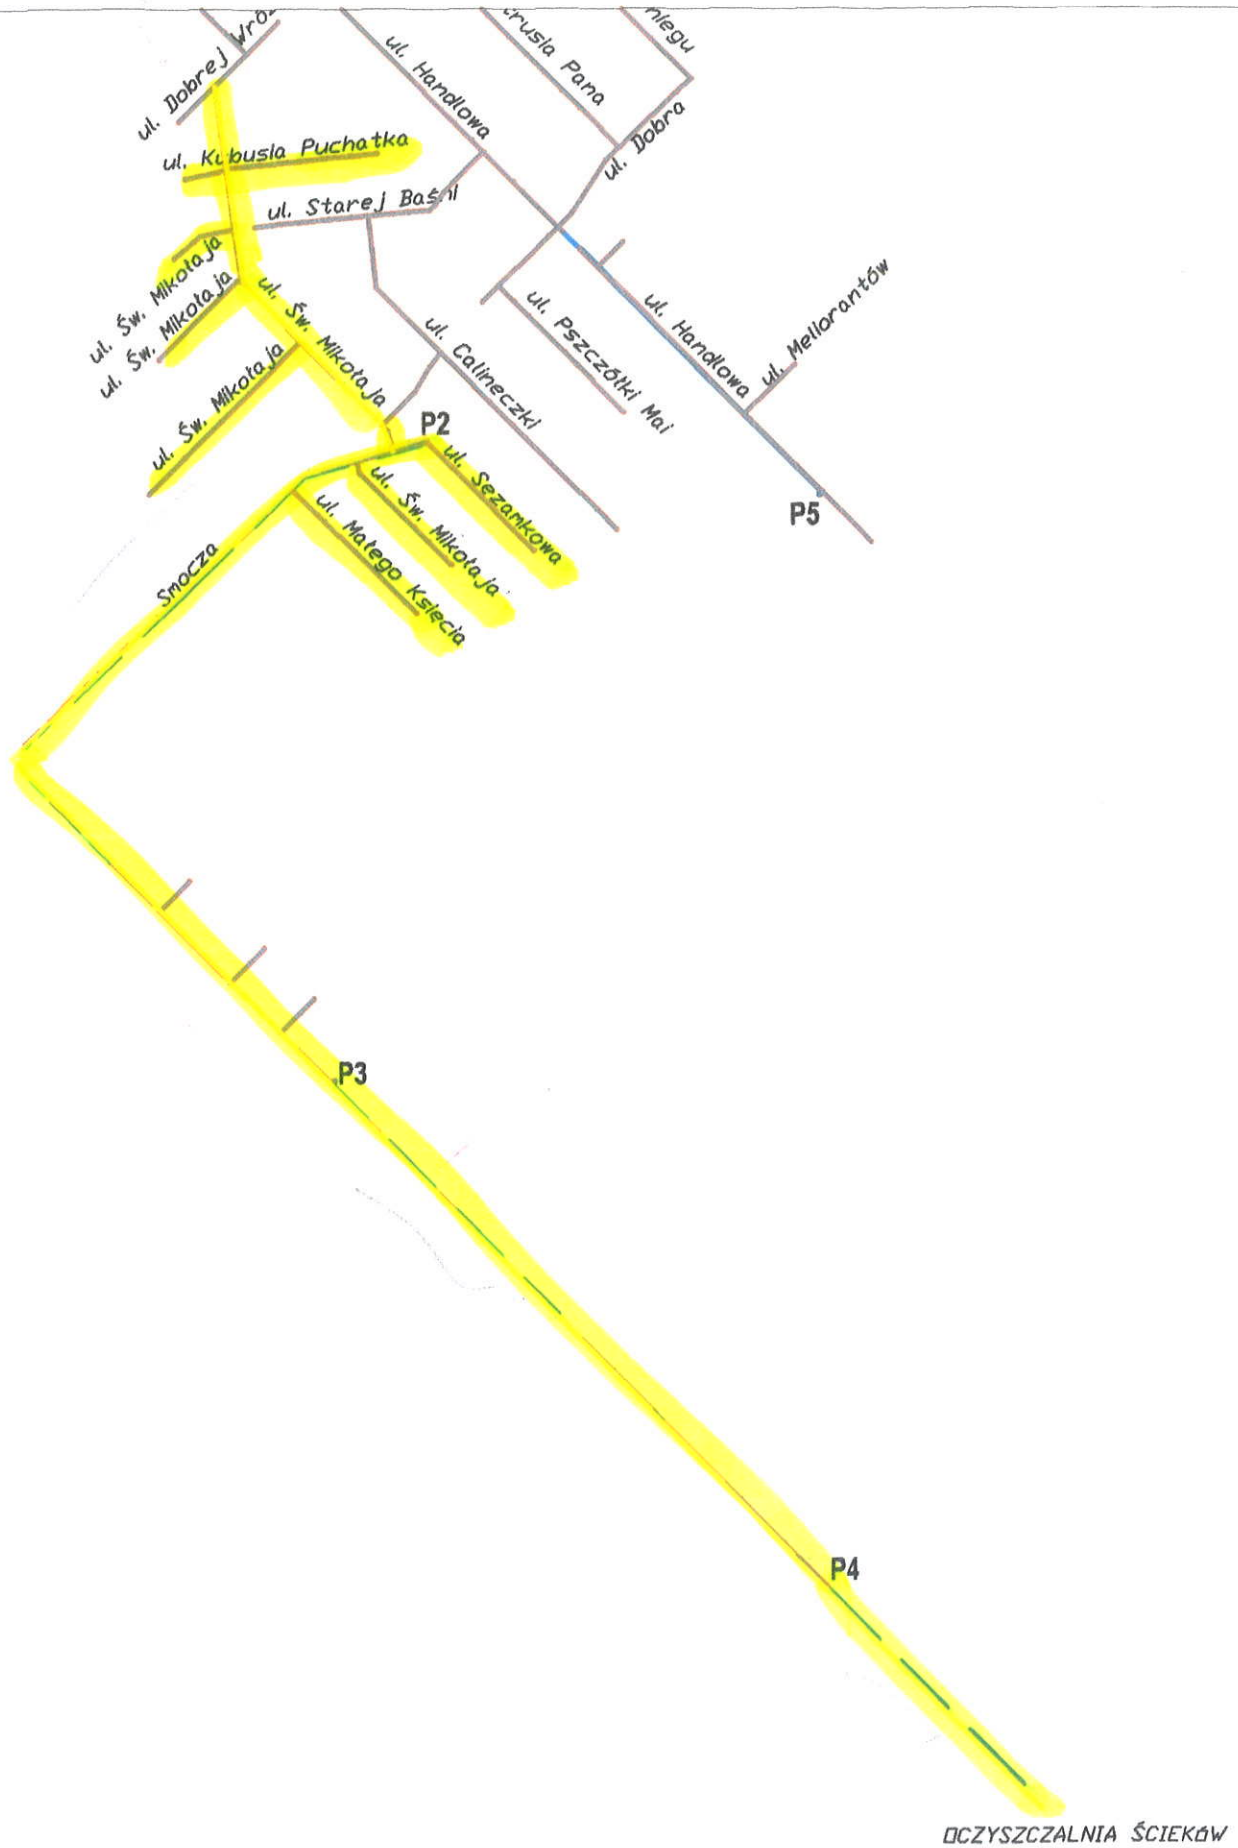 ul. Dobrej
ul. Handlowa
Pana
ul. Dobra
ul. Kubusia Puchatka
ul. Starej Baśni
ul. Św. Mikołaja
ul. Św. Mikołaja
ul. Św. Mikołaja
ul. Św. Mikołaja
ul. Calineczki
ul. Pszczółki Mai
ul. Handlowa
ul. Meliorantów
P2
ul. Sezamkowa
ul. Św. Mikołaja
ul. Małego Księcia
P5
Smocza
P3
P4
OCZYSZCZALNIA ŚCIEKÓW